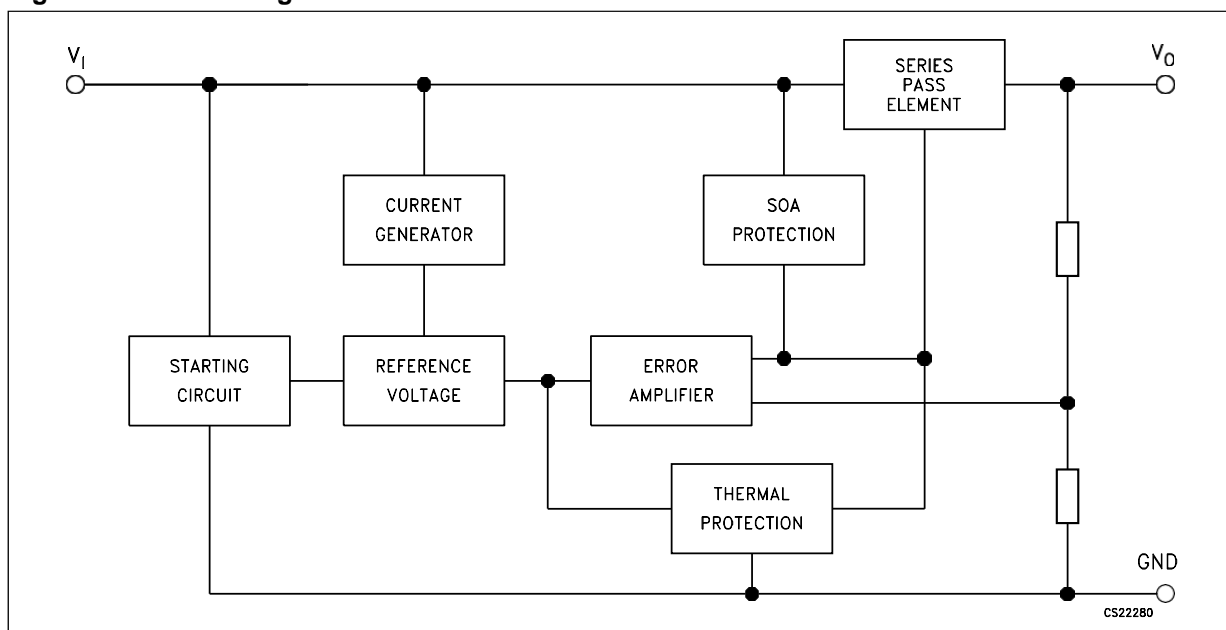 V_I
V_O
SERIES
PASS
ELEMENT
CURRENT
GENERATOR
SOA
PROTECTION
STARTING
CIRCUIT
REFERENCE
VOLTAGE
ERROR
AMPLIFIER
THERMAL
PROTECTION
GND
CS22280